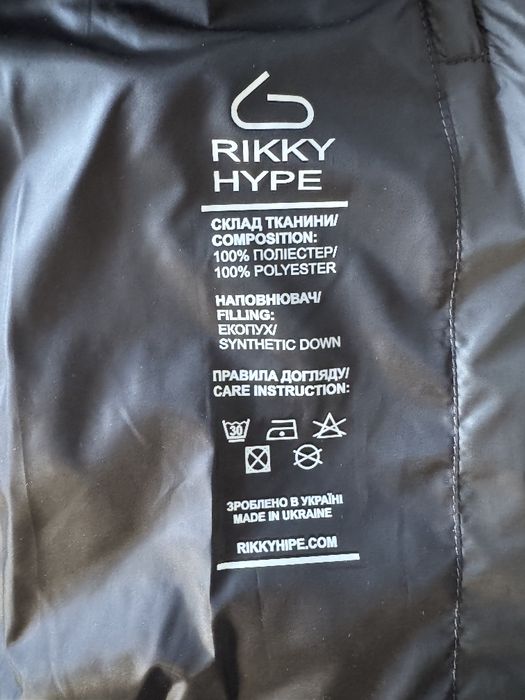 RIKKY
HYPE
СКЛАД ТКАНИНИ/
COMPOSITION:
100% ПОЛІЕСТЕР/
100% POLYESTER
НАПОВНЮВАЧ/
FILLING:
ЕКОПУХ/
SYNTHETIC DOWN
ПРАВИЛА ДОГЛЯДУ/
CARE INSTRUCTION:
30
ЗРОБЛЕНО В УКРАЇНІ
MADE IN UKRAINE
RIKKYHIPE.COM